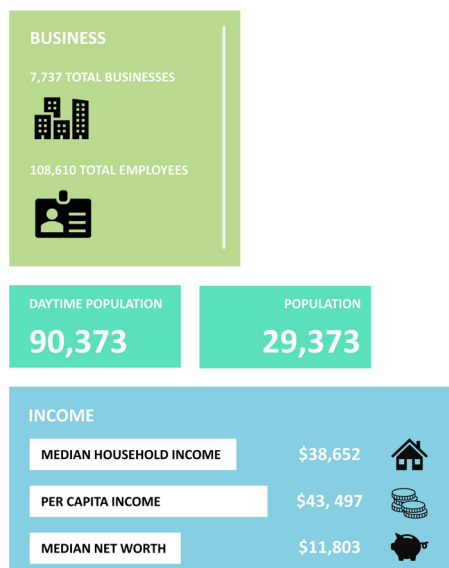 BUSINESS
7,737 TOTAL BUSINESSES
108,610 TOTAL EMPLOYEES
DAYTIME POPULATION
90,373
POPULATION
29,373
INCOME
MEDIAN HOUSEHOLD INCOME $38,652
PER CAPITA INCOME $43, 497
MEDIAN NET WORTH $11,803